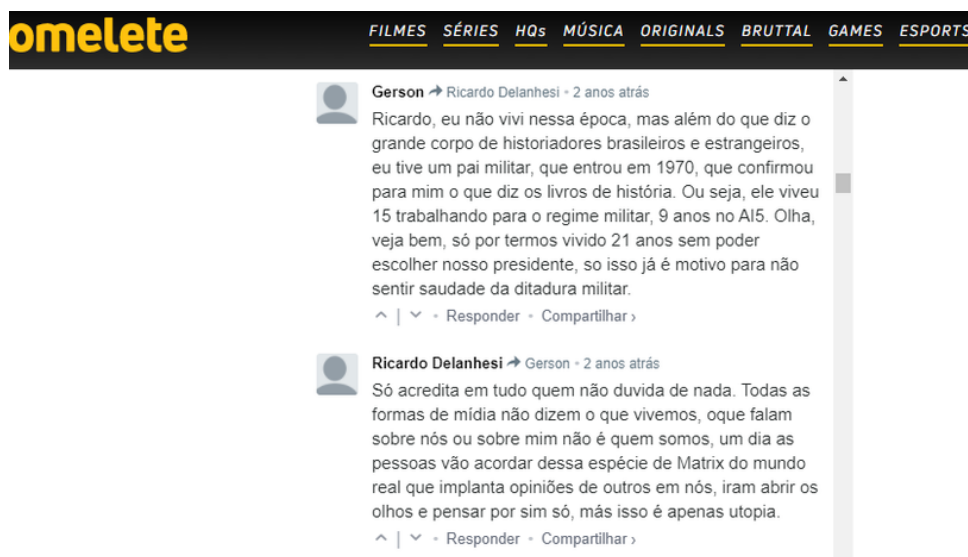 omelete
FILMES SÉRIES HQs MÚSICA ORIGINALS BRUTTAL GAMES ESPORTS
Gerson Ricardo Delanhesi • 2 anos atrás
Ricardo, eu não vivi nessa época, mas além do que diz o
grande corpo de historiadores brasileiros e estrangeiros,
eu tive um pai militar, que entrou em 1970, que confirmou
para mim o que diz os livros de história. Ou seja, ele viveu
15 trabalhando para o regime militar, 9 anos no AI5. Olha,
veja bem, só por termos vivido 21 anos sem poder
escolher nosso presidente, so isso já é motivo para não
sentir saudade da ditadura militar.
| • Responder • Compartilhar ›
Ricardo Delanhesi Gerson • 2 anos atrás
Só acredita em tudo quem não duvida de nada. Todas as
formas de mídia não dizem o que vivemos, oque falam
sobre nós ou sobre mim não é quem somos, um dia as
pessoas vão acordar dessa espécie de Matrix do mundo
real que implanta opiniões de outros em nós, iram abrir os
olhos e pensar por sim só, más isso é apenas utopia.
| • Responder • Compartilhar ›